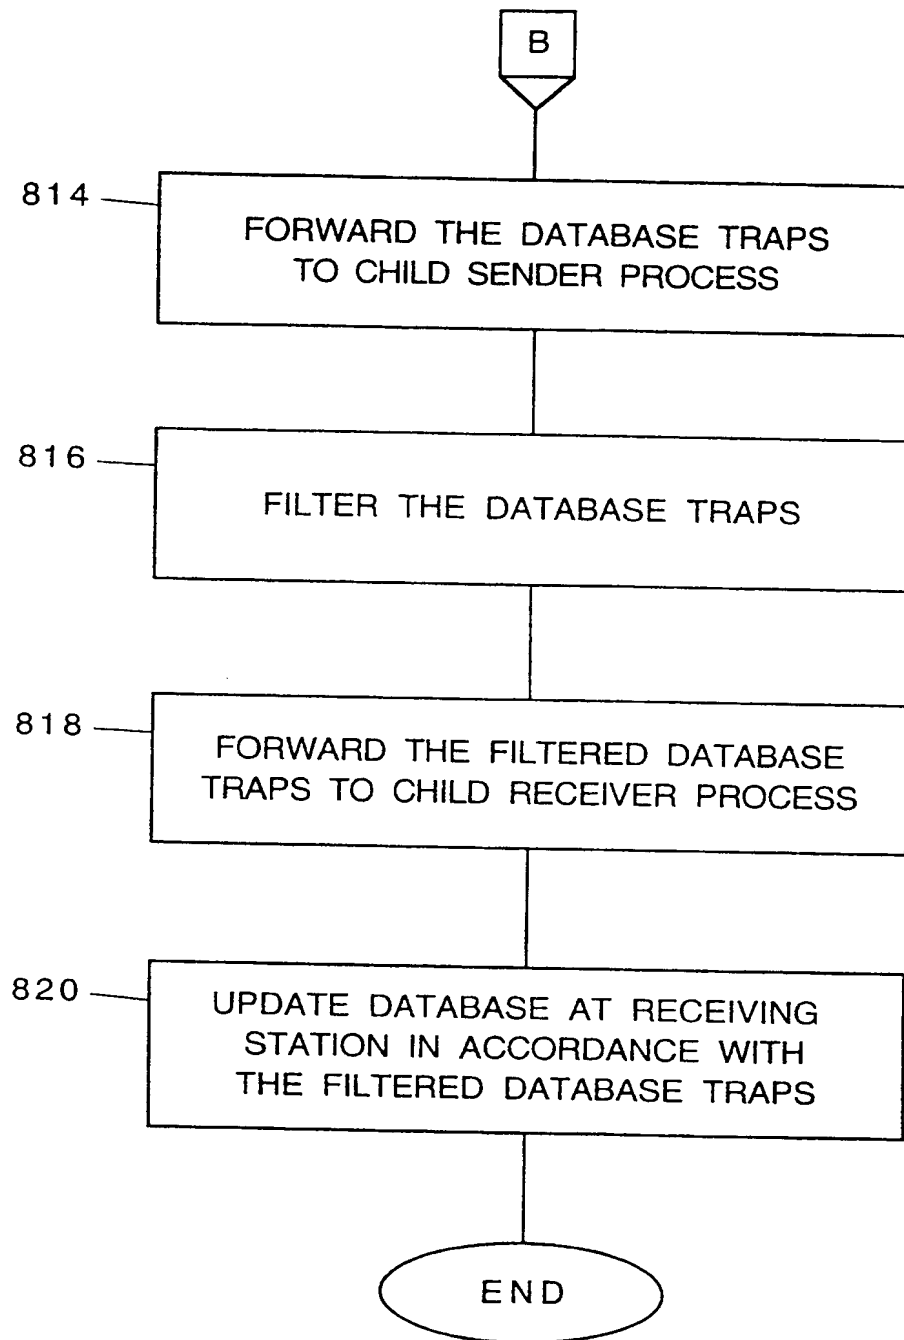 B
814
FORWARD THE DATABASE TRAPS
TO CHILD SENDER PROCESS
816
FILTER THE DATABASE TRAPS
818
FORWARD THE FILTERED DATABASE
TRAPS TO CHILD RECEIVER PROCESS
820
UPDATE DATABASE AT RECEIVING
STATION IN ACCORDANCE WITH
THE FILTERED DATABASE TRAPS
END